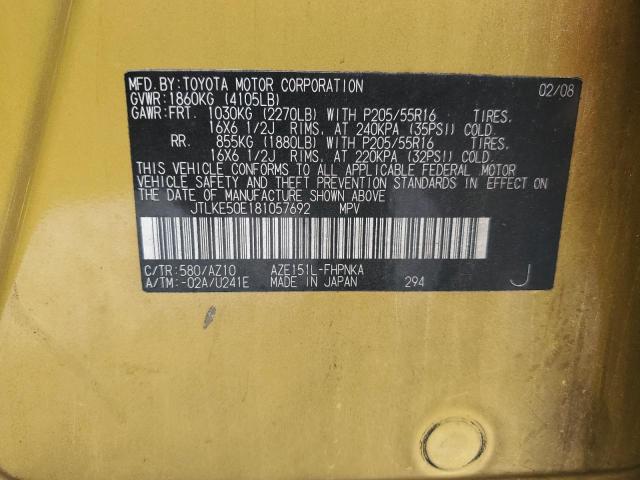 MFD.BY:TOYOTA MOTOR CORPORATION 02/08
GVWR:1860KG (4105LB)
GAWR:FRT. 1030KG (2270LB) WITH P205/55R16 TIRES.
16X6 1/2J RIMS. AT 240KPA (35PSI) COLD.
RR. 855KG (1880LB) WITH P205/55R16 TIRES.
16X6 1/2J RIMS. AT 220KPA (32PSI) COLD.
THIS VEHICLE CONFORMS TO ALL APPLICABLE FEDERAL MOTOR
VEHICLE SAFETY AND THEFT PREVENTION STANDARDS IN EFFECT
ON THE DATE OF MANUFACTURE SHOWN ABOVE.
JTLKE50E181057692 MPV
C/TR:580/AZ10 AZE151L-FHPNKA
A/TM:-02A/U241E MADE IN JAPAN 294 J